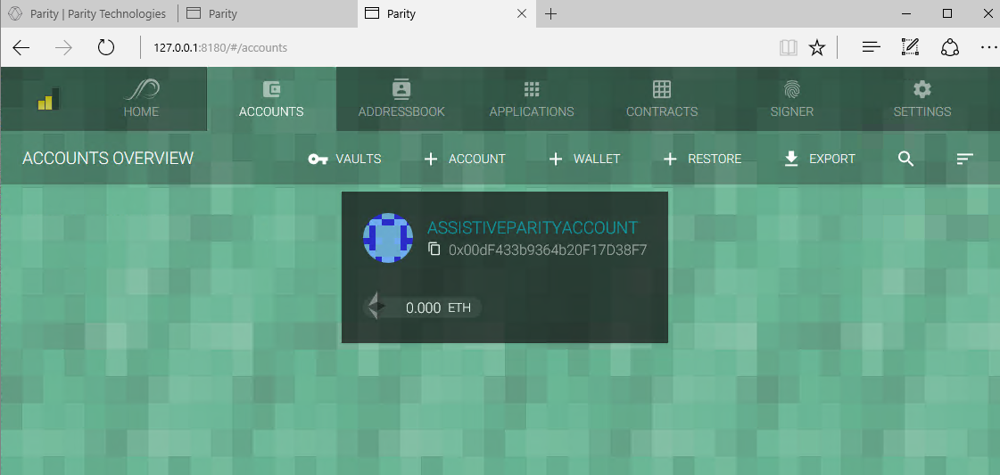 Parity | Parity Technologies
Parity
Parity
127.0.0.1:8180/#/accounts
HOME
ACCOUNTS
ADDRESSBOOK
APPLICATIONS
CONTRACTS
SIGNER
SETTINGS
ACCOUNTS OVERVIEW
VAULTS
ACCOUNT
WALLET
RESTORE
EXPORT
ASSISTIVEPARITYACCOUNT
0x00dF433b9364b20F17D38F7
0.000 ETH